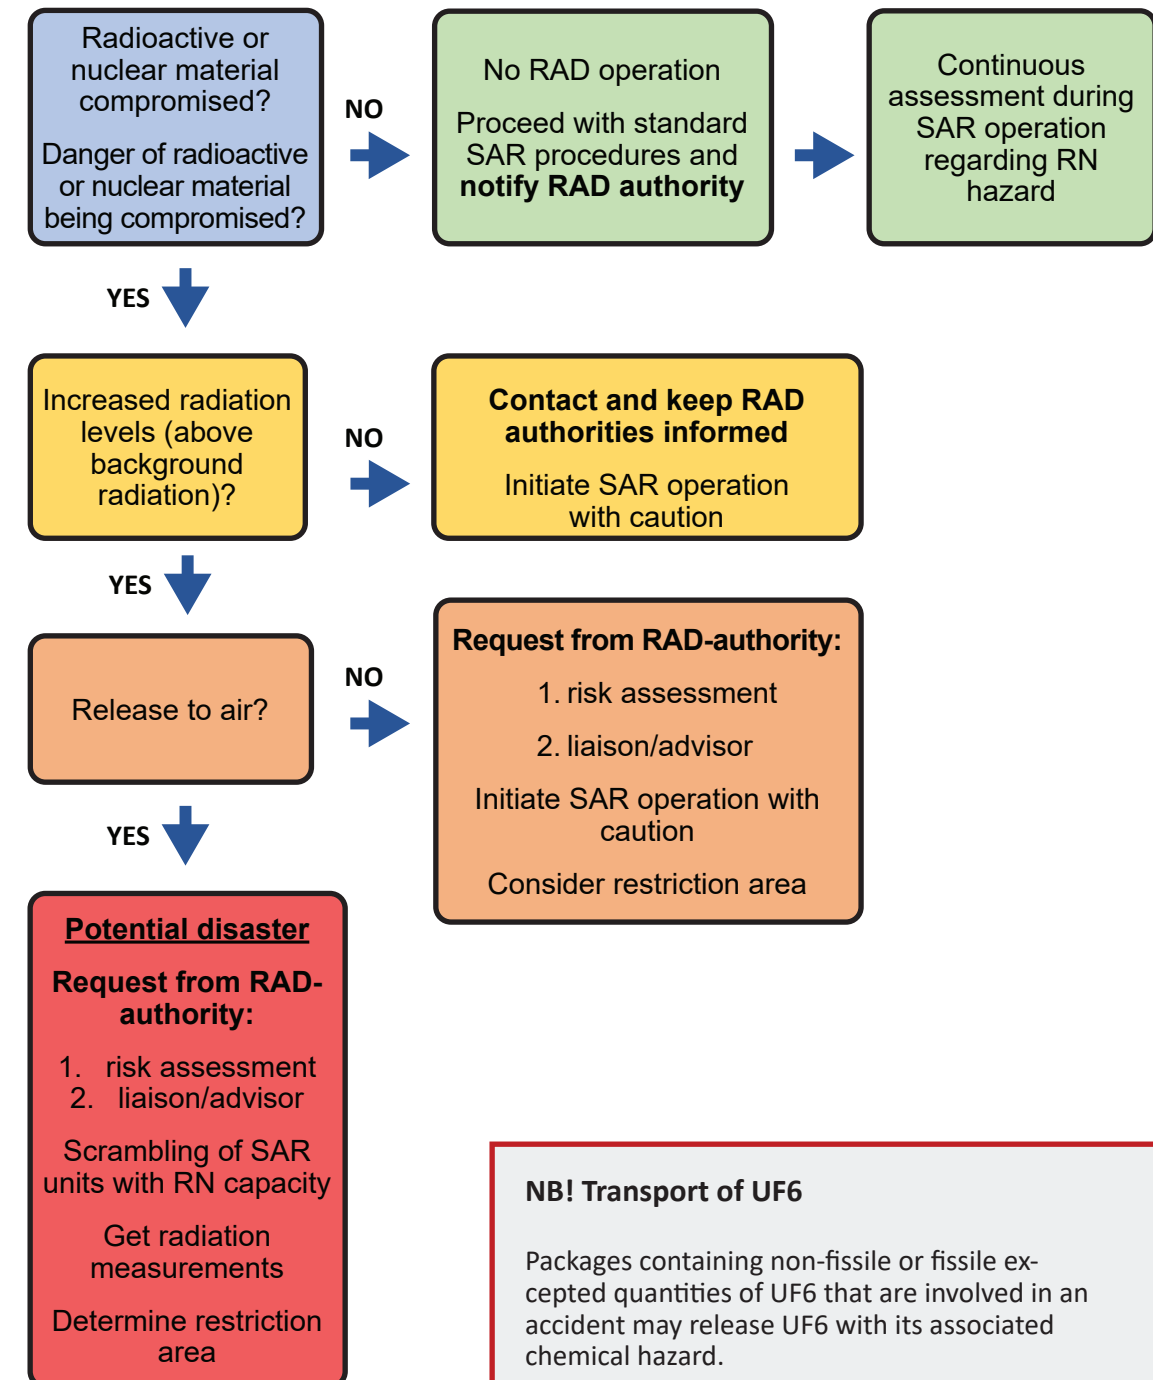 Radioactive or
nuclear material
compromised?
Danger of radioactive
or nuclear material
being compromised?
NO
No RAD operation
Proceed with standard
SAR procedures and
notify RAD authority
Continuous
assessment during
SAR operation
regarding RN
hazard
YES
Increased radiation
levels (above
background
radiation)?
NO
Contact and keep RAD
authorities informed
Initiate SAR operation
with caution
YES
Release to air?
NO
Request from RAD-authority:
1. risk assessment
2. liaison/advisor
Initiate SAR operation with
caution
Consider restriction area
YES
Potential disaster
Request from RAD-
authority:
1. risk assessment
2. liaison/advisor
Scrambling of SAR
units with RN capacity
Get radiation
measurements
Determine restriction
area
NB! Transport of UF6
Packages containing non-fissile or fissile ex-
cepted quantities of UF6 that are involved in an
accident may release UF6 with its associated
chemical hazard.